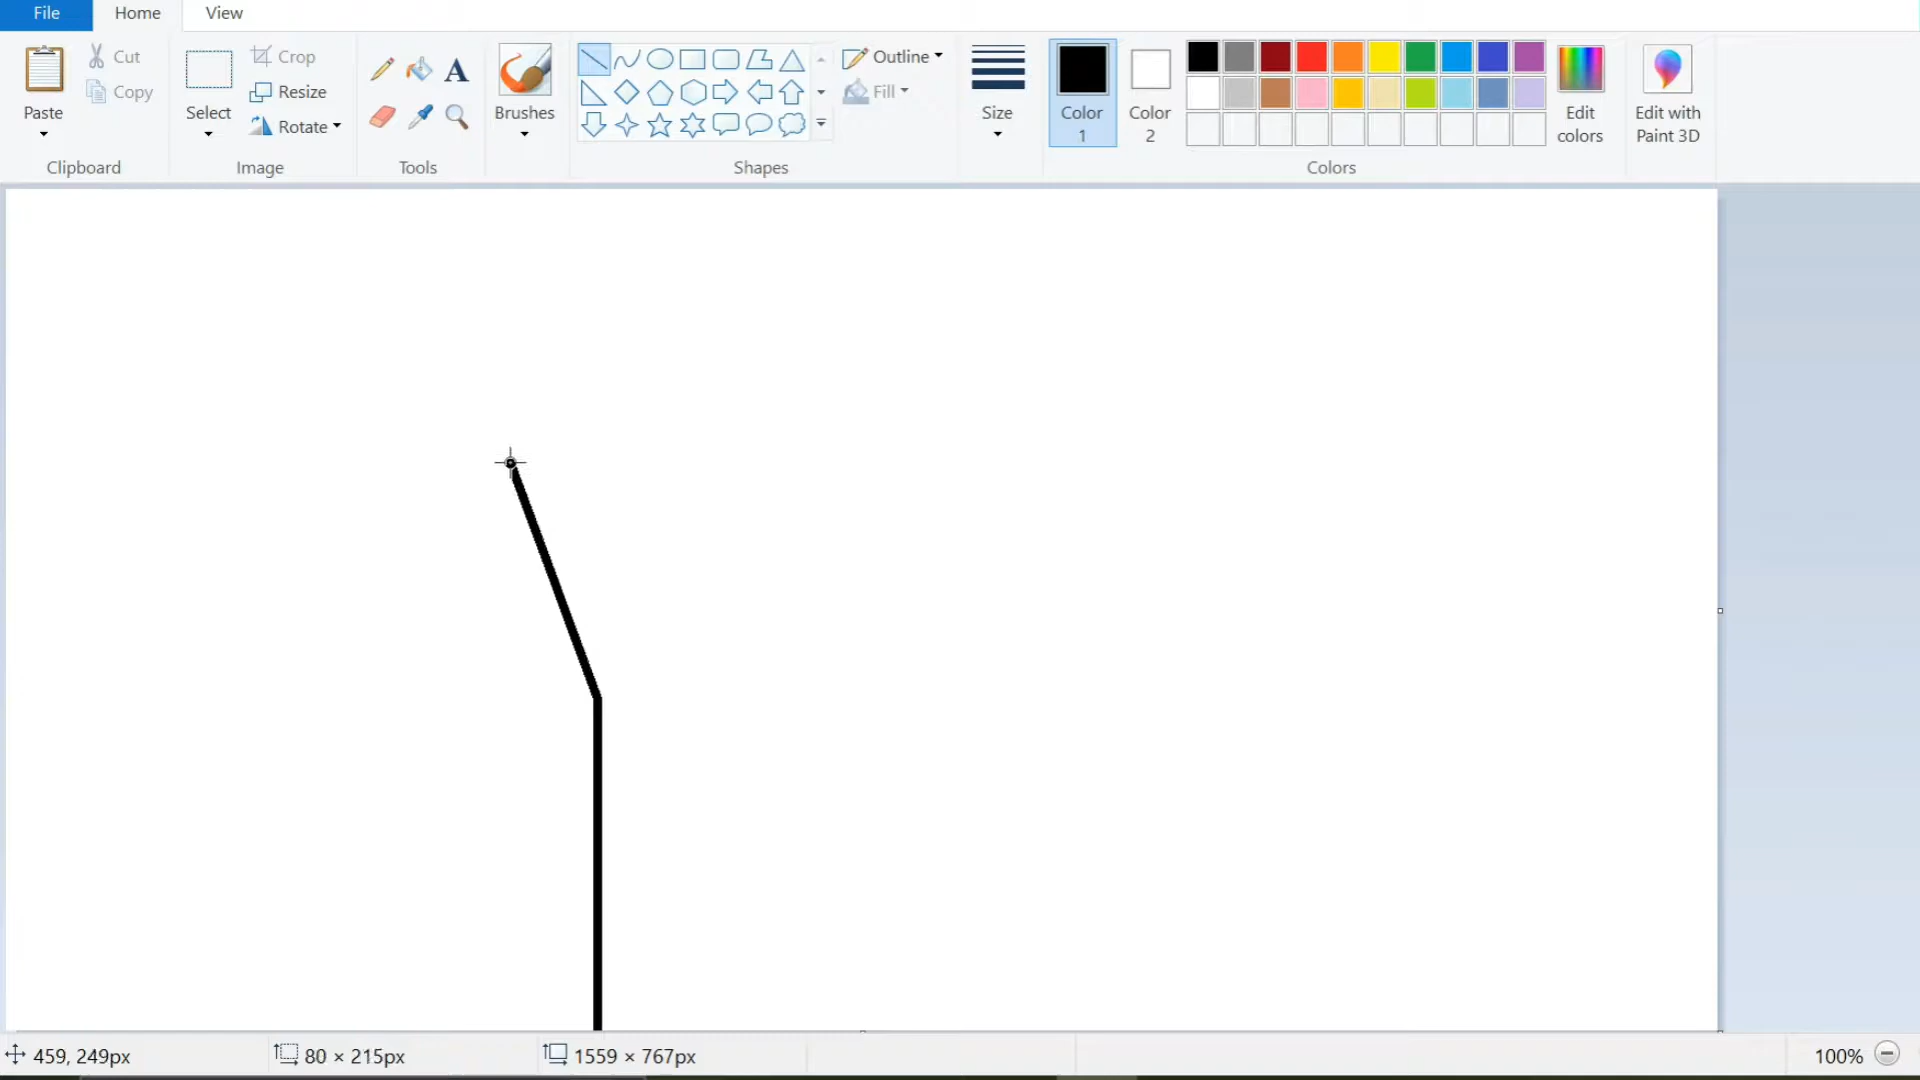 File Home View
Paste
Cut
Copy
Clipboard
Select
Crop
Resize
Rotate
Image
A
Tools
Brushes
Outline
Fill
Shapes
Size
Color
1
Color
2
Edit
colors
Colors
Edit with
Paint 3D
459, 249px 80 × 215px 1559 × 767px 100%